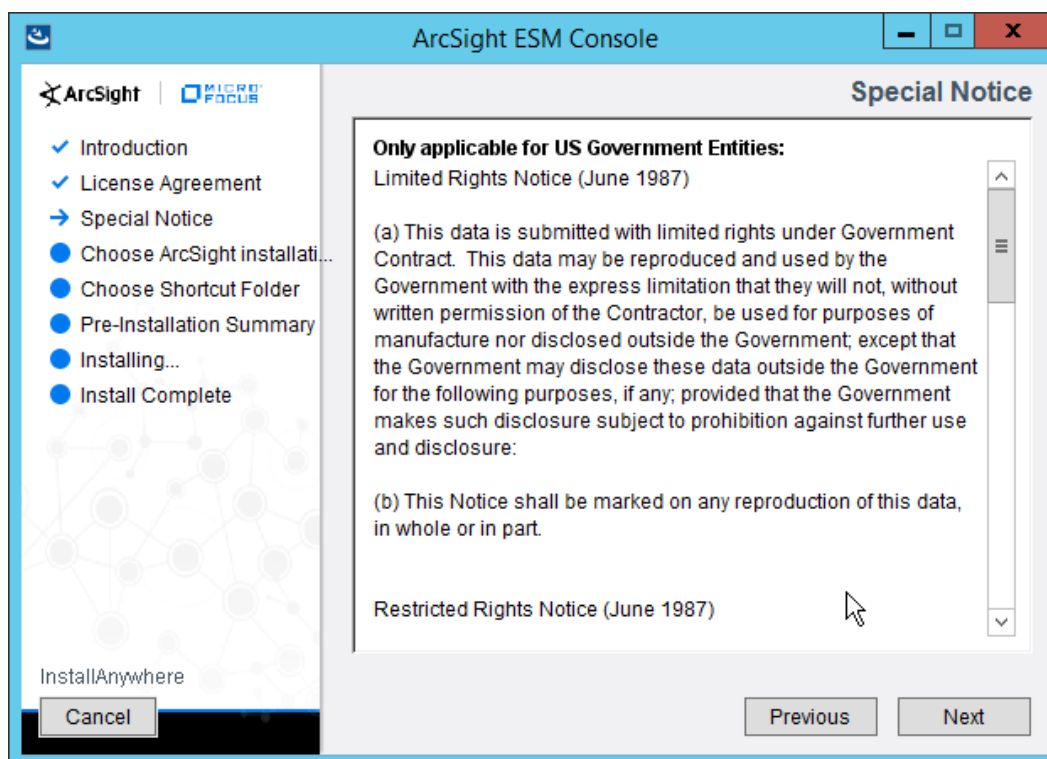 ArcSight ESM Console
ArcSight | MICRO FOCUS
Special Notice
Introduction
License Agreement
Special Notice
Choose ArcSight installati...
Choose Shortcut Folder
Pre-Installation Summary
Installing...
Install Complete
Only applicable for US Government Entities:
Limited Rights Notice (June 1987)
(a) This data is submitted with limited rights under Government
Contract.  This data may be reproduced and used by the
Government with the express limitation that they will not, without
written permission of the Contractor, be used for purposes of
manufacture nor disclosed outside the Government; except that
the Government may disclose these data outside the Government
for the following purposes, if any; provided that the Government
makes such disclosure subject to prohibition against further use
and disclosure:
(b) This Notice shall be marked on any reproduction of this data,
in whole or in part.
Restricted Rights Notice (June 1987)
InstallAnywhere
Cancel
Previous
Next